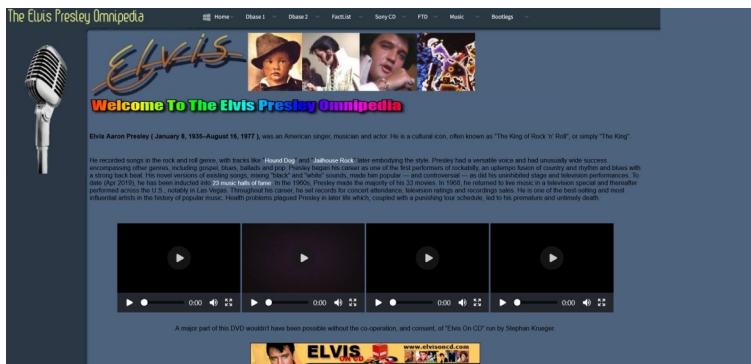 The Elvis Presley Omnipedia
Home Dbase 1 Dbase 2 FactList Sony CD FTD Music Bootlegs
ELVIS
Welcome To The Elvis Presley Omnipedia
Elvis Aaron Presley ( January 8, 1935–August 16, 1977 ), was an American singer, musician and actor. He is a cultural icon, often known as "The King of Rock 'n' Roll", or simply "The King".
He recorded songs in the rock and roll genre, with tracks like "Hound Dog" and "Jailhouse Rock" later embodying the style. Presley had a versatile voice and had unusually wide success
encompassing other genres, including gospel, blues, ballads and pop. Presley began his career as one of the first performers of rockabilly, an uptempo fusion of country and rhythm and blues with
a strong back beat. His novel versions of existing songs, mixing "black" and "white" sounds, made him popular — and controversial — as did his uninhibited stage and television performances. To
date (Apr 2019), he has been inducted into 23 music halls of fame. In the 1960s, Presley made the majority of his 33 movies. In 1968, he returned to live music in a television special and thereafter
performed across the U.S., notably in Las Vegas. Throughout his career, he set records for concert attendance, television ratings and recordings sales. He is one of the best-selling and most
influential artists in the history of popular music. Health problems plagued Presley in later life which, coupled with a punishing tour schedule, led to his premature and untimely death.
0:00 0:00 0:00 0:00
A major part of this DVD wouldn't have been possible without the co-operation, and consent, of "Elvis On CD" run by Stephan Krueger.
ELVIS ON CD www.elvisoncd.com